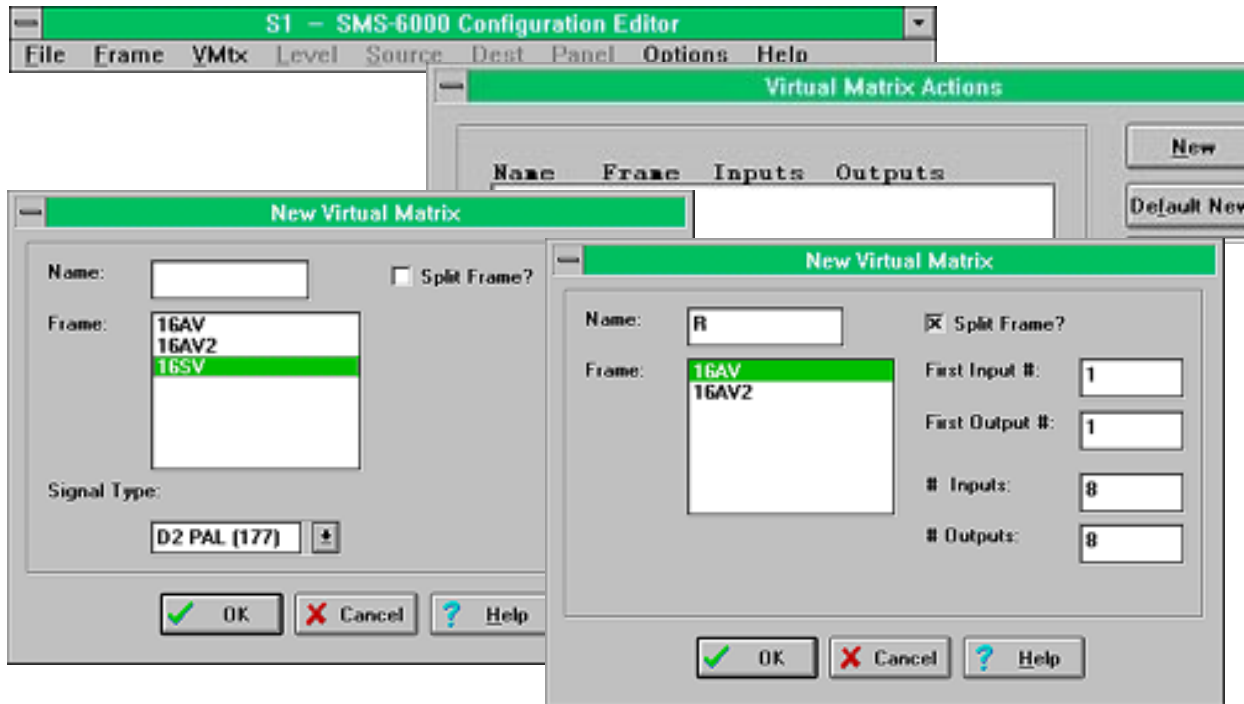 S1 – SMS-6000 Configuration Editor
File Frame VMtx Level Source Dest Panel Options Help
Virtual Matrix Actions
Name Frame Inputs Outputs
New
Default New
New Virtual Matrix
Name:
Split Frame?
Frame:
16AV
16AV2
16SV
Signal Type:
D2 PAL (177)
OK Cancel Help
New Virtual Matrix
Name: R
Split Frame?
Frame:
16AV
16AV2
First Input #: 1
First Output #: 1
# Inputs: 8
# Outputs: 8
OK Cancel Help